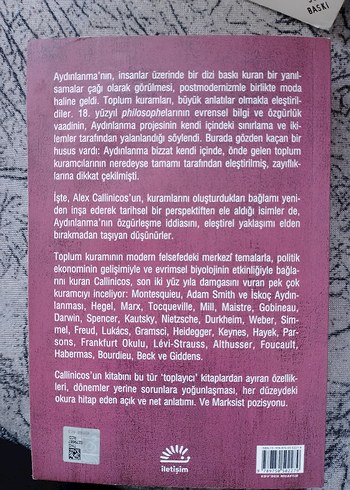 BASKI
Aydınlanma'nın, insanlar üzerinde bir dizi baskı kuran bir yanıl-
samalar çağı olarak görülmesi, postmodernizmle birlikte moda
haline geldi. Toplum kuramları, büyük anlatılar olmakla eleştiril-
diler. 18. yüzyıl philosophelarının evrensel bilgi ve özgürlük
vaadinin, Aydınlanma projesinin kendi içindeki sınırlama ve iki-
lemler tarafından yalanlandığı söylendi. Burada gözden kaçan bir
husus vardı: Aydınlanma bizzat kendi içinde, önde gelen toplum
kuramcılarının neredeyse tamamı tarafından eleştirilmiş, zayıflık-
larına dikkat çekilmişti.
İşte, Alex Callinicos'un, kuramlarını oluşturdukları bağlamı yeni-
den inşa ederek tarihsel bir perspektiften ele aldığı isimler de,
Aydınlanma'nın özgürleşme iddiasını, eleştirel yaklaşımı elden
bırakmadan taşıyan düşünürler.
Toplum kuramının modern felsefedeki merkezî temalarla, politik
ekonominin gelişimiyle ve evrimsel biyolojinin etkinliğiyle bağla-
rını kuran Callinicos, son iki yüz yıla damgasını vuran pek çok
kuramcıyı inceliyor: Montesquieu, Adam Smith ve İskoç Aydın-
lanması, Hegel, Marx, Tocqueville, Mill, Maistre, Gobineau,
Darwin, Spencer, Kautsky, Nietzsche, Durkheim, Weber, Sim-
mel, Freud, Lukács, Gramsci, Heidegger, Keynes, Hayek, Par-
sons, Frankfurt Okulu, Lévi-Strauss, Althusser, Foucault,
Habermas, Bourdieu, Beck ve Giddens.
Callinicos'un kitabını bu tür 'toplayıcı' kitaplardan ayıran özellik-
leri, dönemler yerine sorunlara yoğunlaşması, her düzeydeki
okura hitap eden açık ve net anlatımı. Ve Marksist pozisyonu.
iletişim